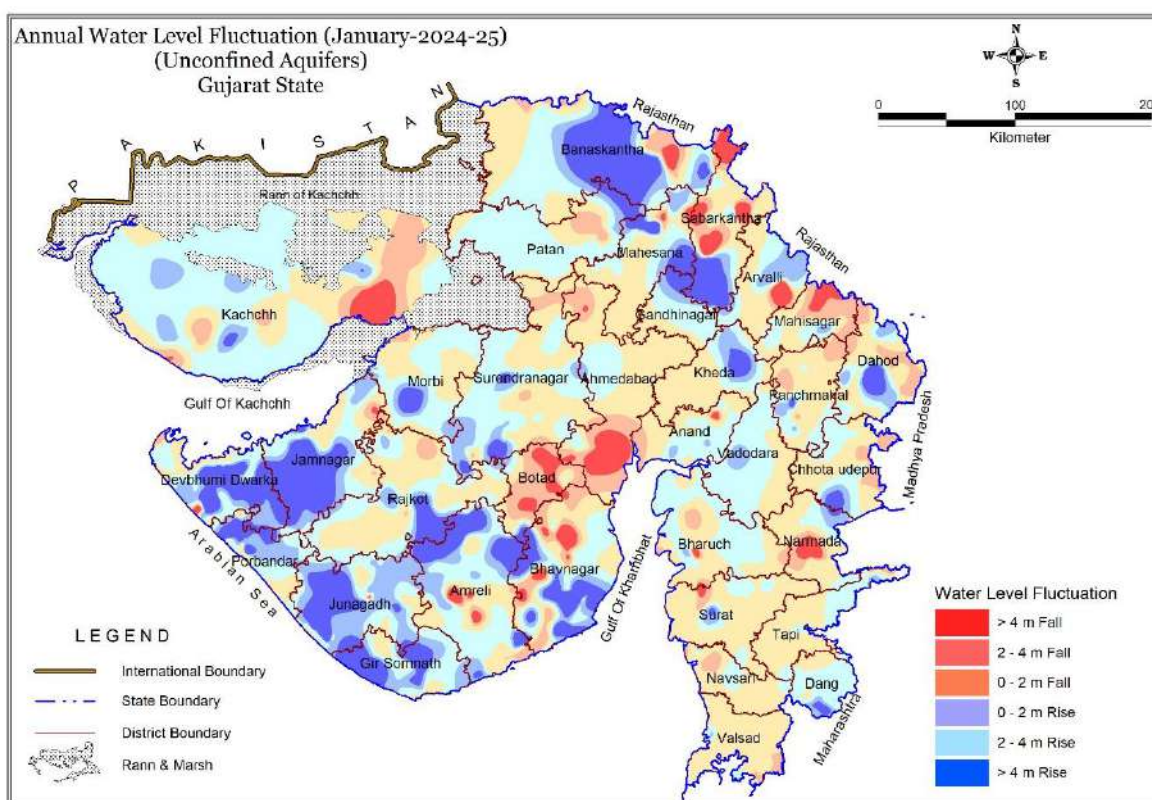 Annual Water Level Fluctuation (January-2024-25)
(Unconfined Aquifers)
Gujarat State
N
W E
S
0 100 20
Kilometer
P A K I S T A N
Rann of Kachchh
Rajasthan
Banaskantha
Patan
Mahesana
Sabarkantha
Rajasthan
Arvalli
Kachchh
Gandhinagar
Mahisagar
Dahod
Morbi
Surendranagar
Ahmedabad
Kheda
Panchmahal
Gulf Of Kachchh
Anand
Vadodara
Chhota udepur
Madhya Pradesh
Devbhumi Dwarka
Jamnagar
Rajkot
Botad
Arabian Sea
Porbandar
Bharuch
Narmada
Junagadh
Amreli
Bhavnagar
Gulf Of Khambhat
Surat
Tapi
Gir Somnath
Navsari
Dang
Maharashtra
Valsad
LEGEND
International Boundary
State Boundary
District Boundary
Rann & Marsh
Water Level Fluctuation
> 4 m Fall
2 - 4 m Fall
0 - 2 m Fall
0 - 2 m Rise
2 - 4 m Rise
> 4 m Rise